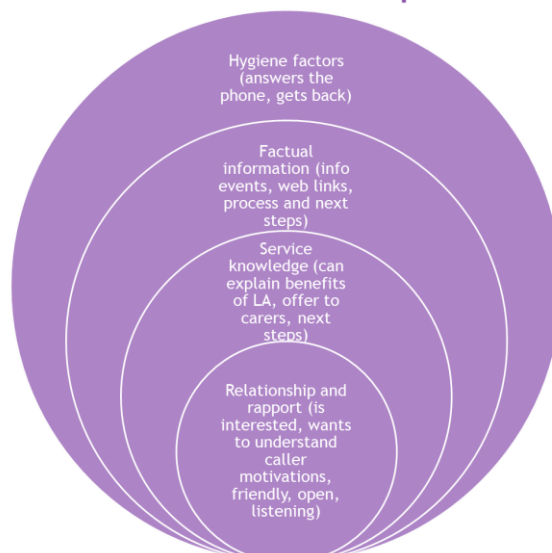 Hygiene factors
(answers the
phone, gets back)
Factual
information (info
events, web links,
process and next
steps)
Service
knowledge (can
explain benefits
of LA, offer to
carers, next
steps)
Relationship and
rapport (is
interested, wants
to understand
caller
motivations,
friendly, open,
listening)